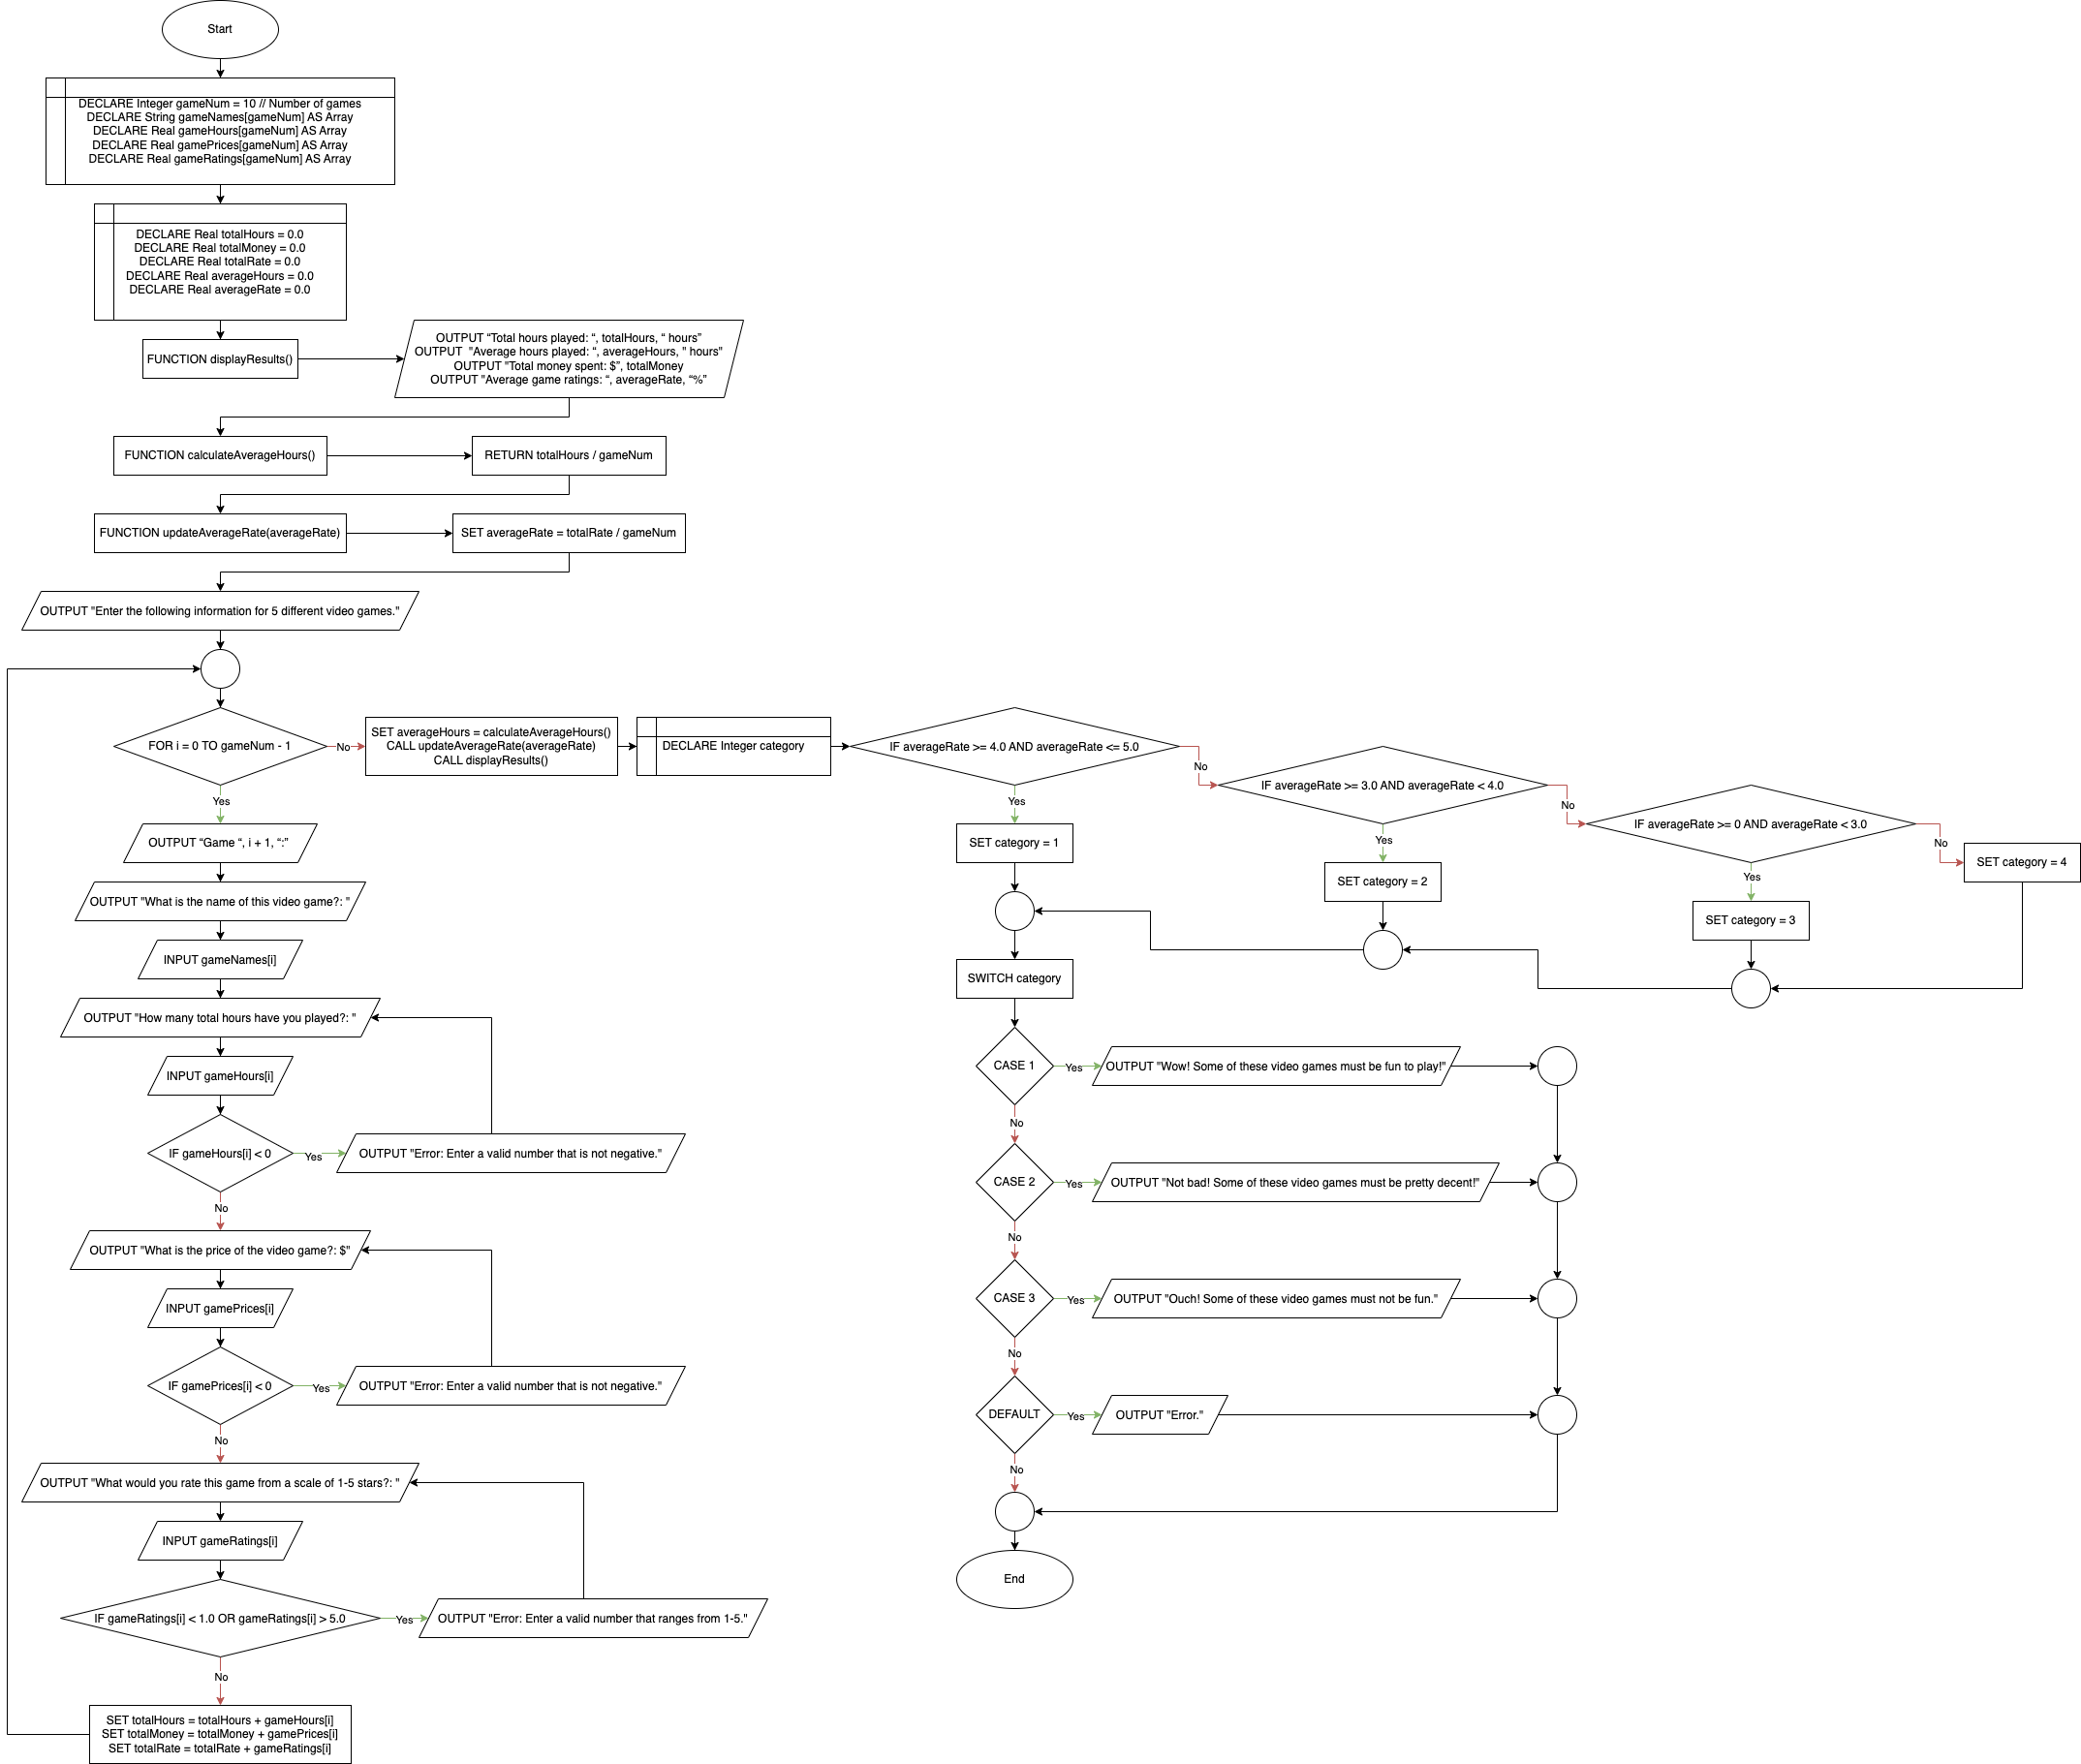 Start
DECLARE Integer gameNum = 10 // Number of games
DECLARE String gameNames[gameNum] AS Array
DECLARE Real gameHours[gameNum] AS Array
DECLARE Real gamePrices[gameNum] AS Array
DECLARE Real gameRatings[gameNum] AS Array
DECLARE Real totalHours = 0.0
DECLARE Real totalMoney = 0.0
DECLARE Real totalRate = 0.0
DECLARE Real averageHours = 0.0
DECLARE Real averageRate = 0.0
FUNCTION displayResults()
OUTPUT “Total hours played: “, totalHours, “ hours”
OUTPUT  "Average hours played: “, averageHours, " hours"
OUTPUT "Total money spent: $”, totalMoney
OUTPUT "Average game ratings: “, averageRate, “%”
FUNCTION calculateAverageHours()
RETURN totalHours / gameNum
FUNCTION updateAverageRate(averageRate)
SET averageRate = totalRate / gameNum
OUTPUT "Enter the following information for 5 different video games."
FOR i = 0 TO gameNum - 1
No
Yes
OUTPUT “Game “, i + 1, “:”
OUTPUT "What is the name of this video game?: "
INPUT gameNames[i]
OUTPUT "How many total hours have you played?: "
INPUT gameHours[i]
IF gameHours[i] < 0
Yes
OUTPUT "Error: Enter a valid number that is not negative."
No
OUTPUT "What is the price of the video game?: $"
INPUT gamePrices[i]
IF gamePrices[i] < 0
Yes
OUTPUT "Error: Enter a valid number that is not negative."
No
OUTPUT "What would you rate this game from a scale of 1-5 stars?: "
INPUT gameRatings[i]
IF gameRatings[i] < 1.0 OR gameRatings[i] > 5.0
Yes
OUTPUT "Error: Enter a valid number that ranges from 1-5."
No
SET totalHours = totalHours + gameHours[i]
SET totalMoney = totalMoney + gamePrices[i]
SET totalRate = totalRate + gameRatings[i]
SET averageHours = calculateAverageHours()
CALL updateAverageRate(averageRate)
CALL displayResults()
DECLARE Integer category
IF averageRate >= 4.0 AND averageRate <= 5.0
No
Yes
SET category = 1
IF averageRate >= 3.0 AND averageRate < 4.0
No
Yes
SET category = 2
IF averageRate >= 0 AND averageRate < 3.0
No
Yes
SET category = 3
SET category = 4
SWITCH category
CASE 1
Yes
OUTPUT "Wow! Some of these video games must be fun to play!"
No
CASE 2
Yes
OUTPUT "Not bad! Some of these video games must be pretty decent!"
No
CASE 3
Yes
OUTPUT "Ouch! Some of these video games must not be fun."
No
DEFAULT
Yes
OUTPUT "Error."
No
End